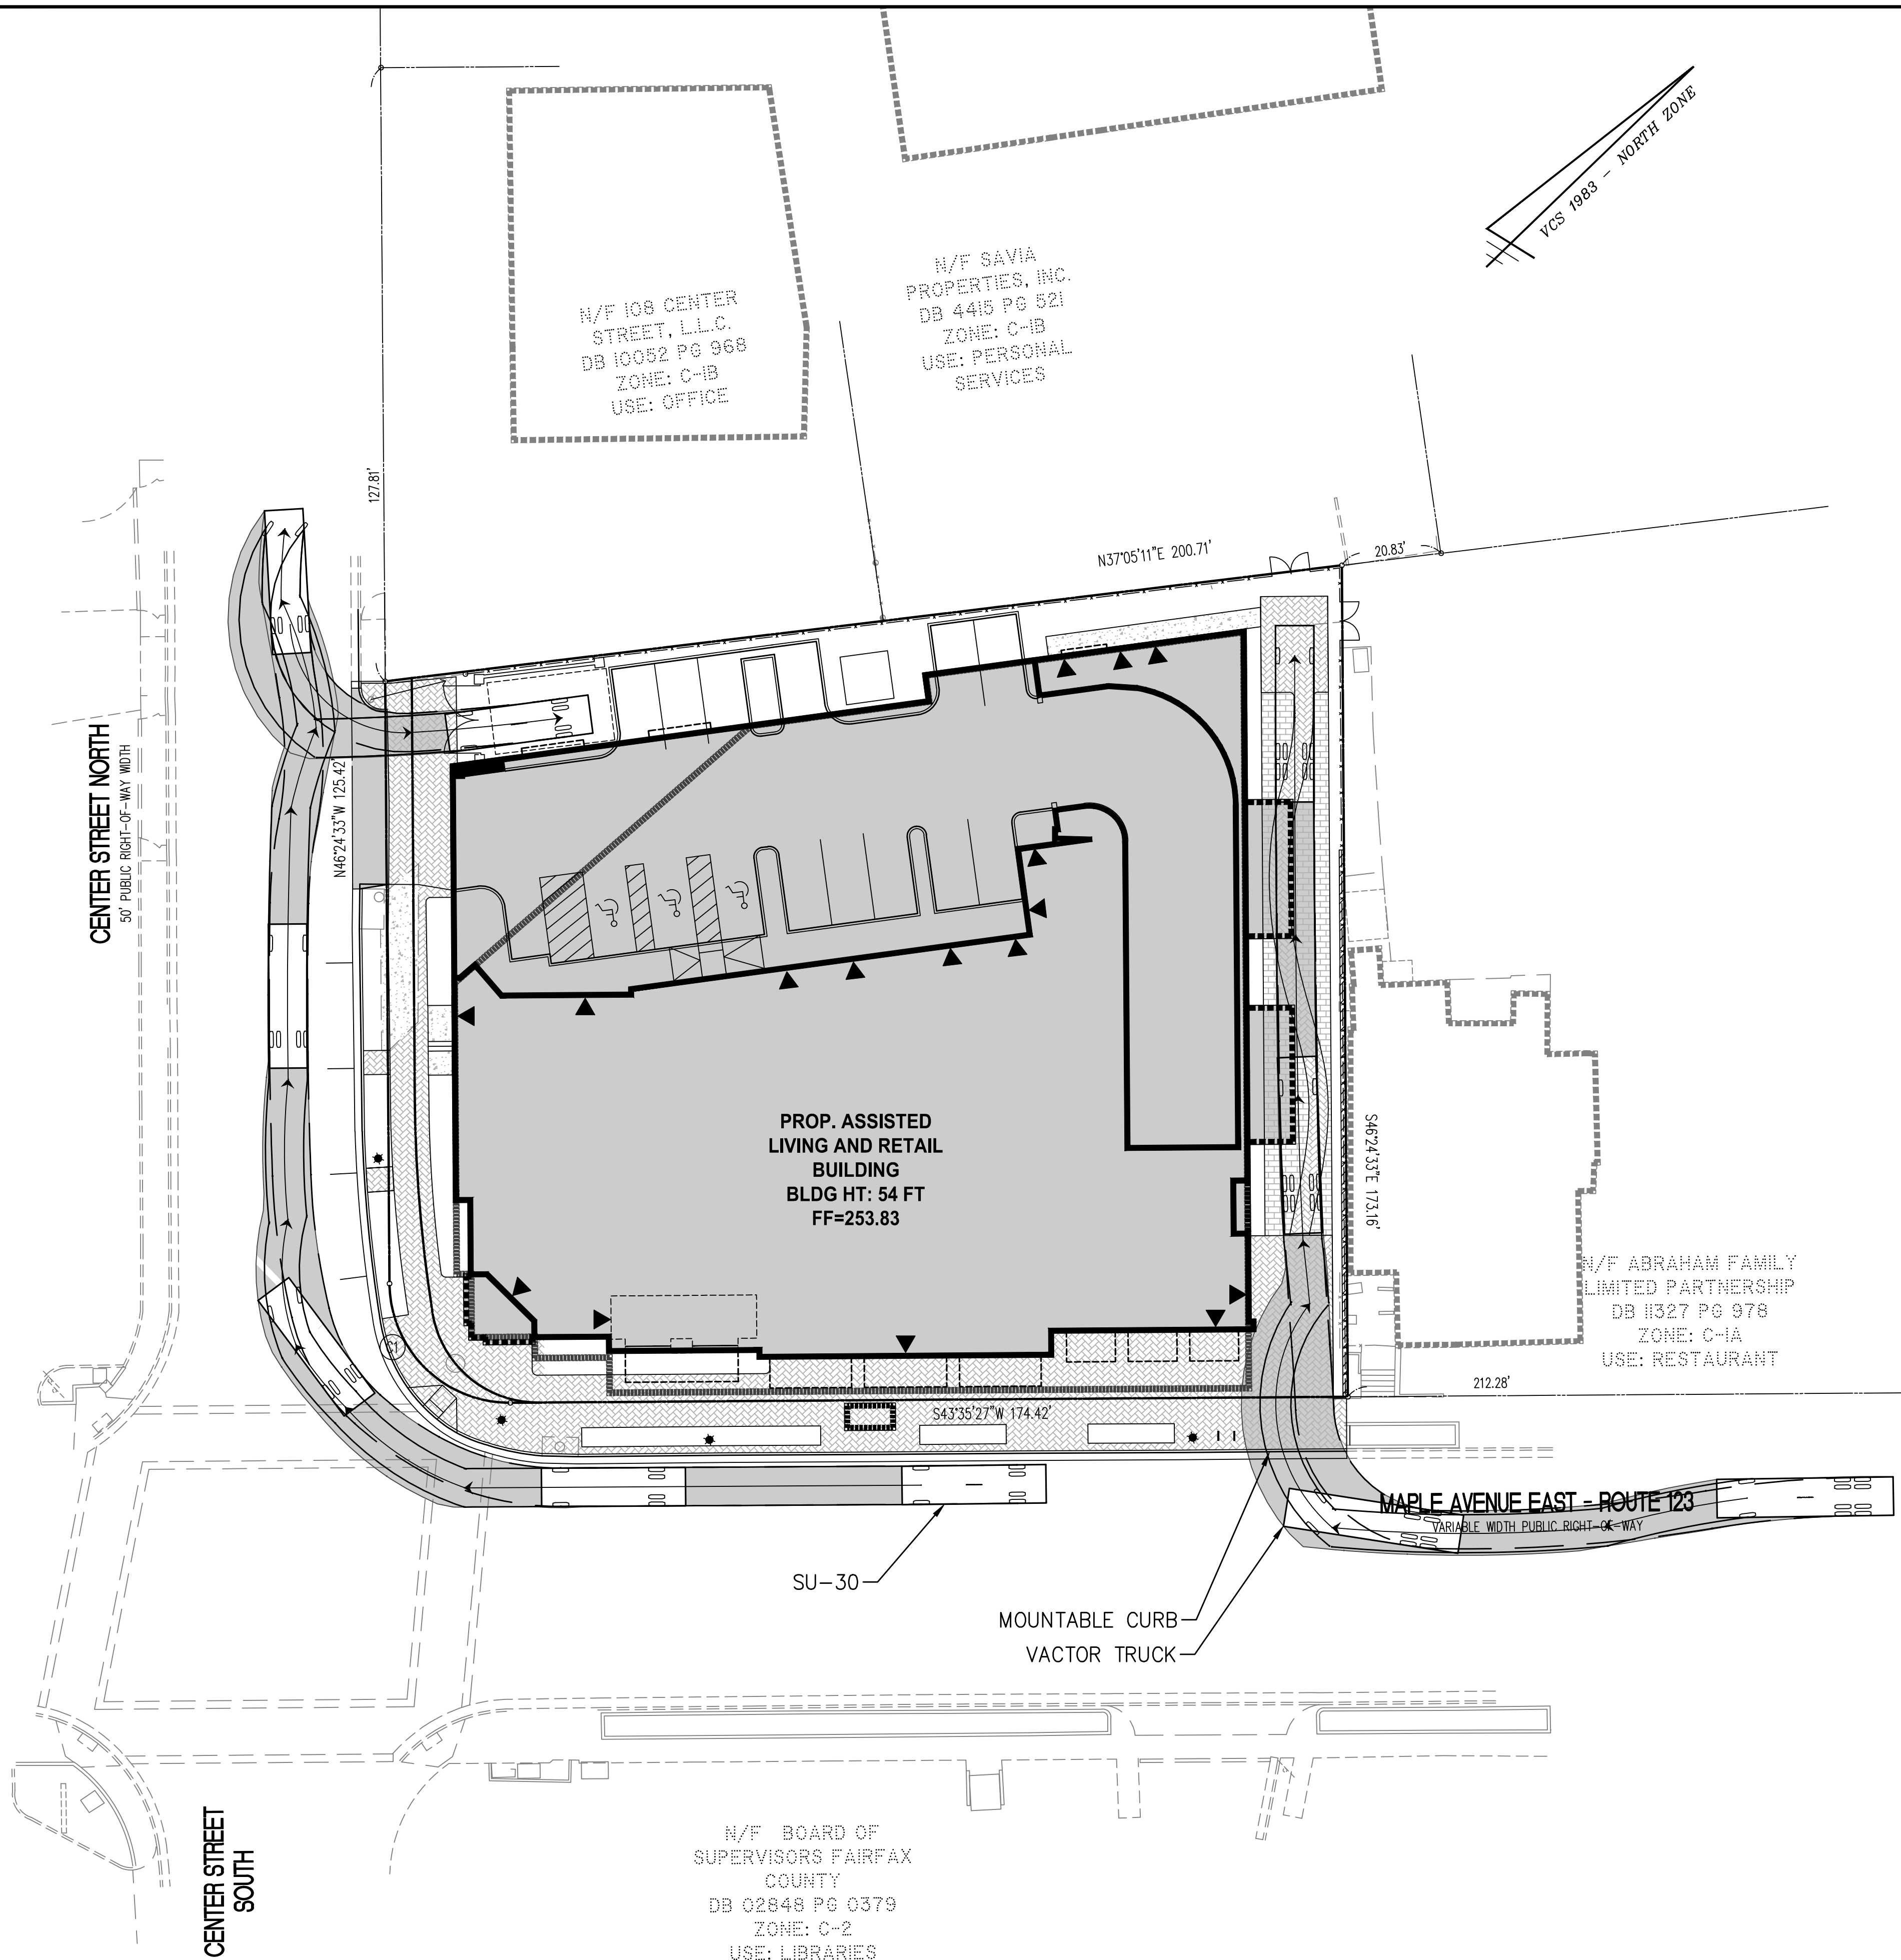 VCS 1983 - NORTH ZONE
N/F 108 CENTER
STREET, L.L.C.
DB 10052 PG 968
ZONE: C-1B
USE: OFFICE
N/F SAVIA
PROPERTIES, INC.
DB 4415 PG 521
ZONE: C-1B
USE: PERSONAL
SERVICES
127.81'
N37°05'11"E 200.71'
20.83'
CENTER STREET NORTH
50' PUBLIC RIGHT-OF-WAY WIDTH
N46°24'33"W 125.42'
PROP. ASSISTED
LIVING AND RETAIL
BUILDING
BLDG HT: 54 FT
FF=253.83
S46°24'33"E 173.16'
N/F ABRAHAM FAMILY
LIMITED PARTNERSHIP
DB 11327 PG 978
ZONE: C-1A
USE: RESTAURANT
C1
212.28'
S43°35'27"W 174.42'
MAPLE AVENUE EAST - ROUTE 123
VARIABLE WIDTH PUBLIC RIGHT-OF-WAY
SU-30
MOUNTABLE CURB
VACTOR TRUCK
CENTER STREET
SOUTH
N/F BOARD OF
SUPERVISORS FAIRFAX
COUNTY
DB 02848 PG 0379
ZONE: C-2
USE: LIBRARIES